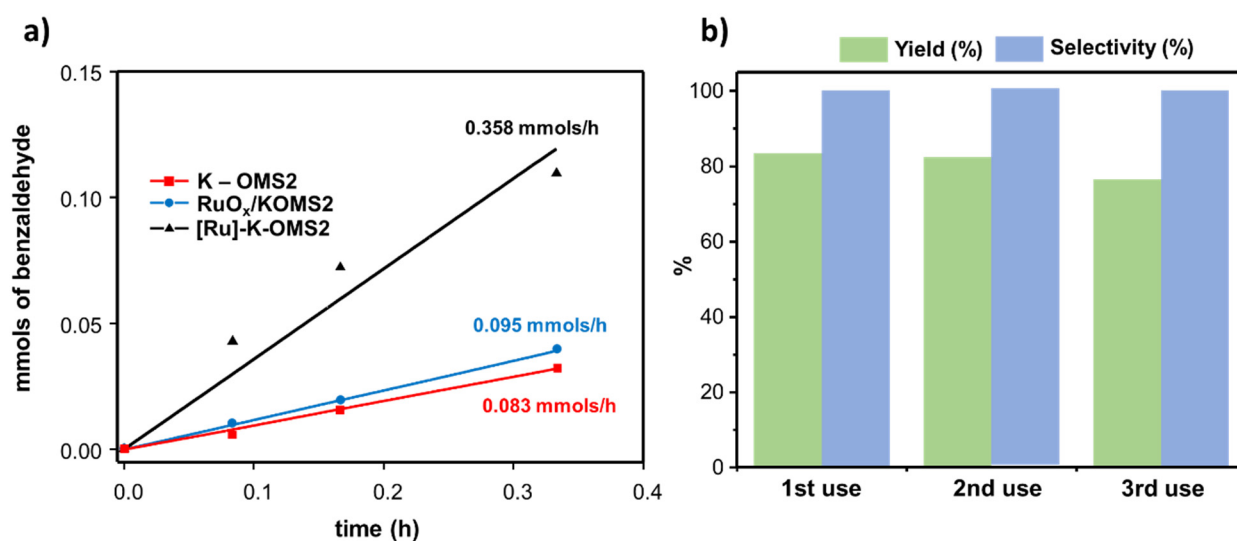 a)
mmols of benzaldehyde
0.15
0.10
0.05
0.00
0.0
0.1
0.2
0.3
0.4
time (h)
K – OMS2
RuOₓ/KOMS2
[Ru]-K-OMS2
0.358 mmols/h
0.095 mmols/h
0.083 mmols/h
b)
Yield (%)
Selectivity (%)
%
100
80
60
40
20
0
1st use
2nd use
3rd use